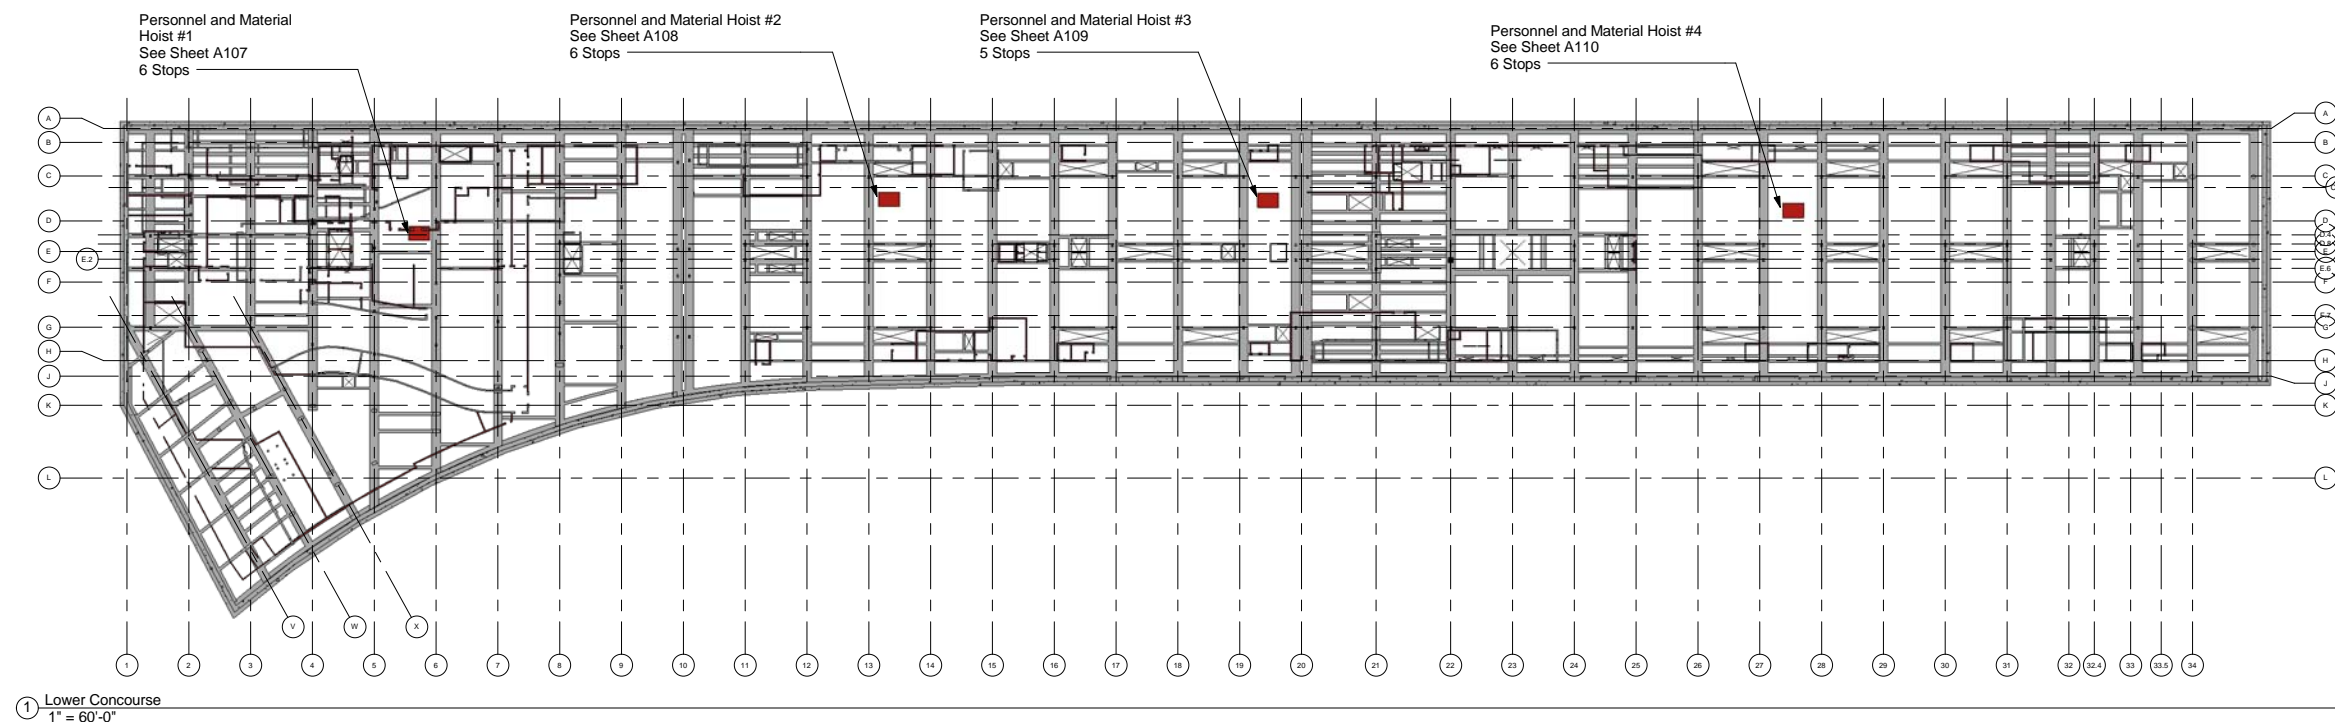 Personnel and Material
Hoist #1
See Sheet A107
6 Stops
Personnel and Material Hoist #2
See Sheet A108
6 Stops
Personnel and Material Hoist #3
See Sheet A109
5 Stops
Personnel and Material Hoist #4
See Sheet A110
6 Stops
A
B
C
D
E
E.2
F
G
H
J
K
L
A
B
C
D
E.6
F
G
H
J
K
L
V
W
X
1
2
3
4
5
6
7
8
9
10
11
12
13
14
15
16
17
18
19
20
21
22
23
24
25
26
27
28
29
30
31
32
32.4
33
33.5
34
1
Lower Concourse
1" = 60'-0"